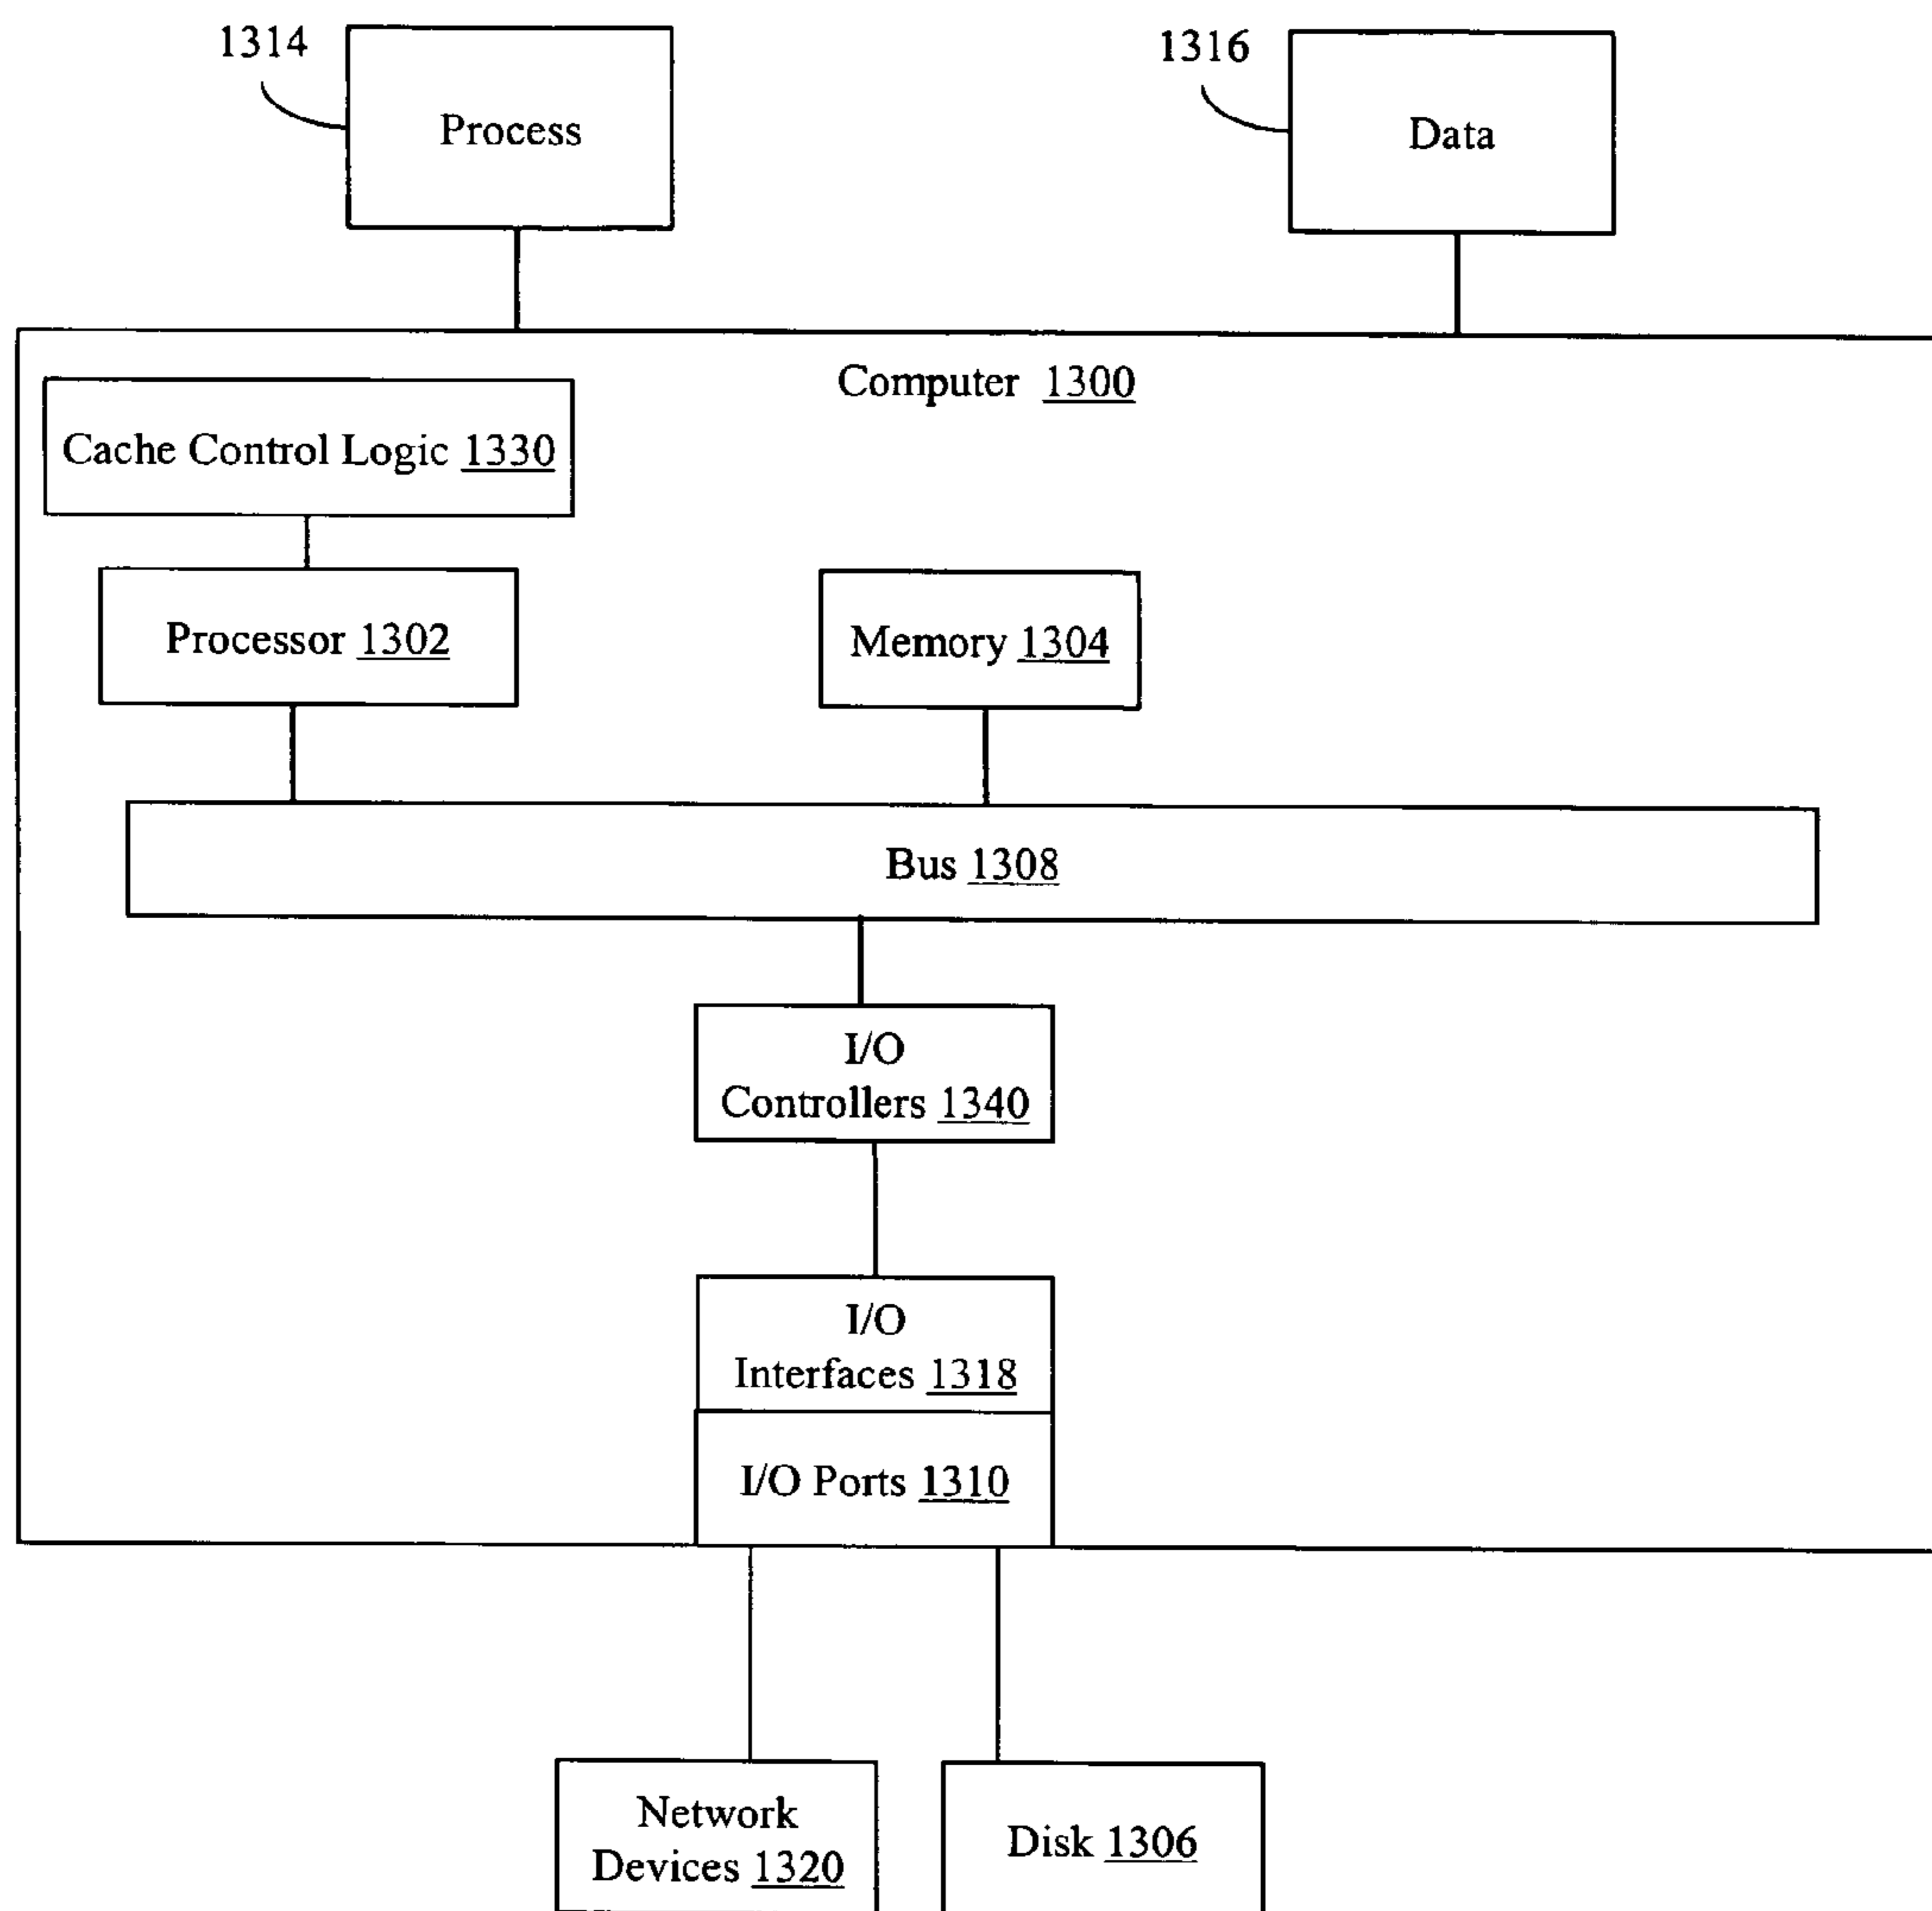 1314
Process
1316
Data
Computer 1300
Cache Control Logic 1330
Processor 1302
Memory 1304
Bus 1308
I/O
Controllers 1340
I/O
Interfaces 1318
I/O Ports 1310
Network
Devices 1320
Disk 1306